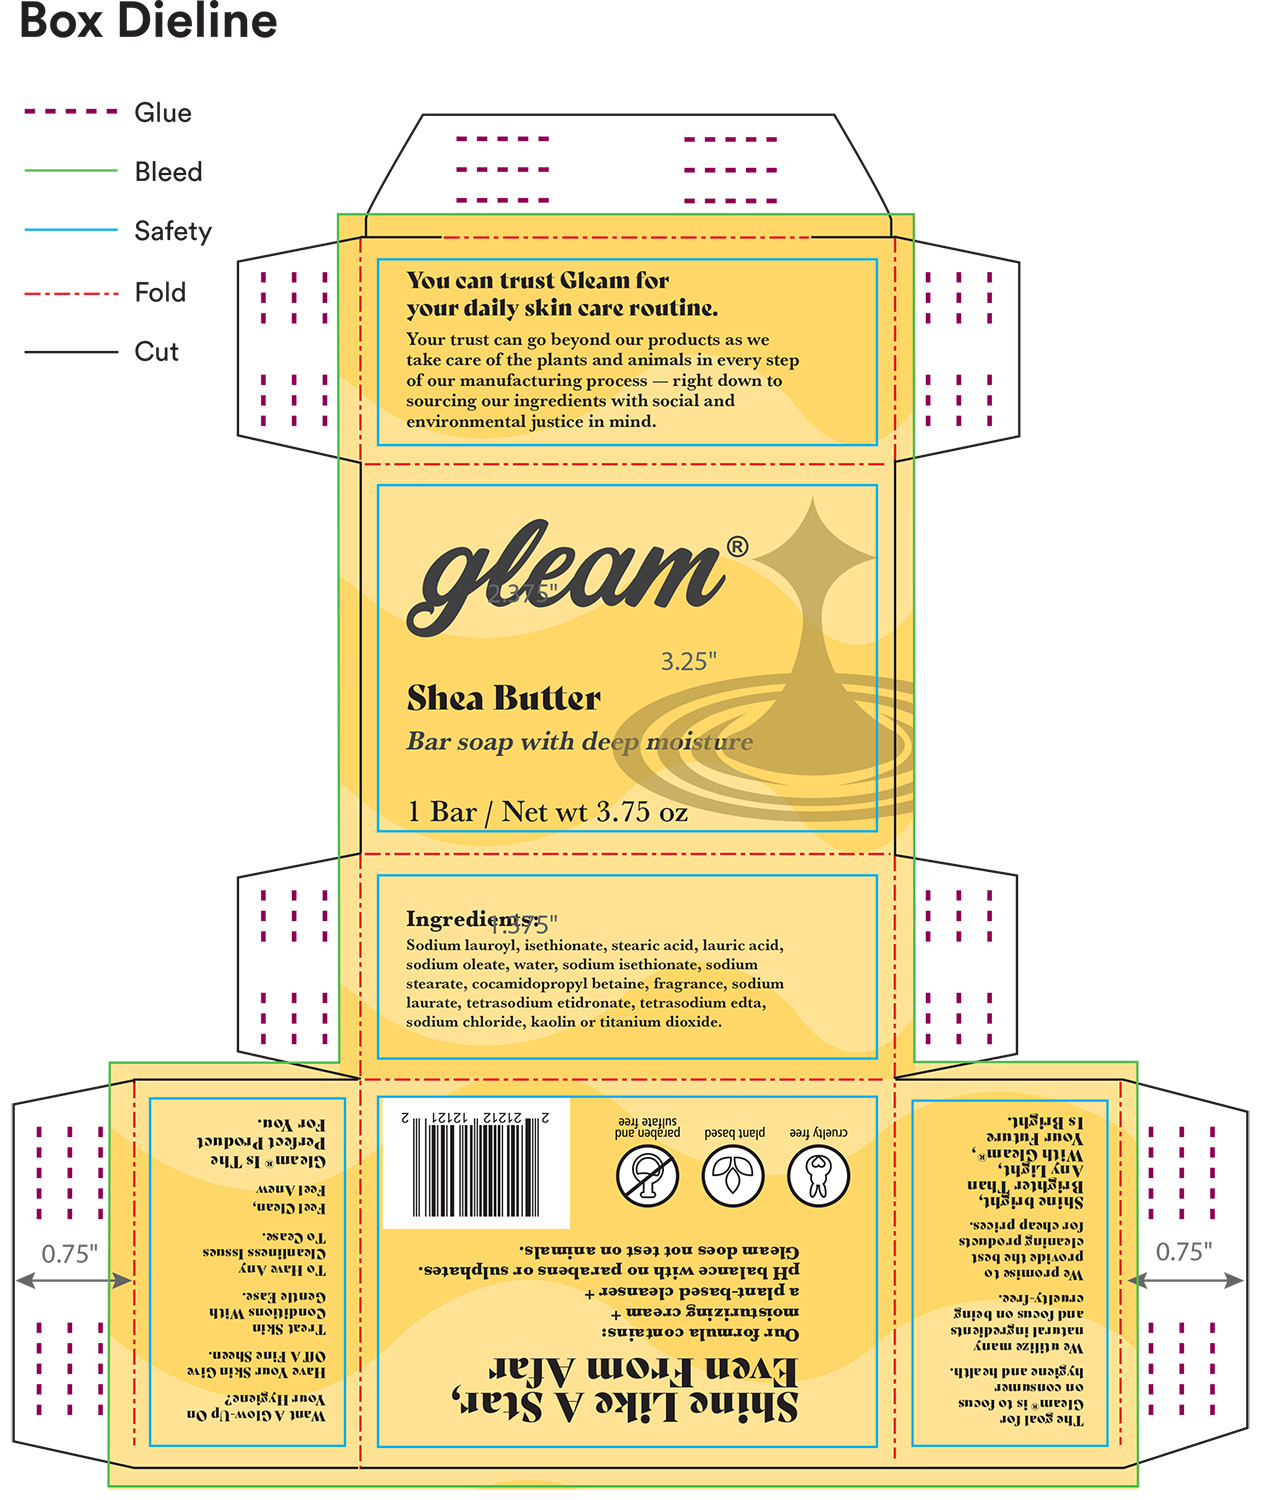 Box Dieline
Glue
Bleed
Safety
Fold
Cut
You can trust Gleam for
your daily skin care routine.
Your trust can go beyond our products as we
take care of the plants and animals in every step
of our manufacturing process — right down to
sourcing our ingredients with social and
environmental justice in mind.
gleam®
2.375"
3.25"
Shea Butter
Bar soap with deep moisture
1 Bar / Net wt 3.75 oz
Ingredients:
1.375"
Sodium lauroyl, isethionate, stearic acid, lauric acid,
sodium oleate, water, sodium isethionate, sodium
stearate, cocamidopropyl betaine, fragrance, sodium
laurate, tetrasodium etidronate, tetrasodium edta,
sodium chloride, kaolin or titanium dioxide.
Want A Glow-Up On
Your Hygiene?
Have Your Skin Give
Off A Fine Sheen.
Treat Skin
Conditions With
Gentle Ease.
To Have Any
Cleanliness Issues
To Cease.
Feel Clean,
Feel Anew
Gleam® Is The
Perfect Product
For You.
0.75"
Shine Like A Star,
Even From Afar
Our formula contains:
moisturizing cream +
a plant-based cleanser +
pH balance with no parabens or sulphates.
Gleam does not test on animals.
cruelty free
plant based
paraben and
sulfate free
2 21212 12121 2
The goal for
Gleam® is to focus
on consumer
hygiene and health.
We utilize many
natural ingredients
and focus on being
cruelty-free.
We promise to
provide the best
cleaning products
for cheap prices.
Shine bright,
Brighter Than
Any Light,
With Gleam®,
Your Future
Is Bright.
0.75"